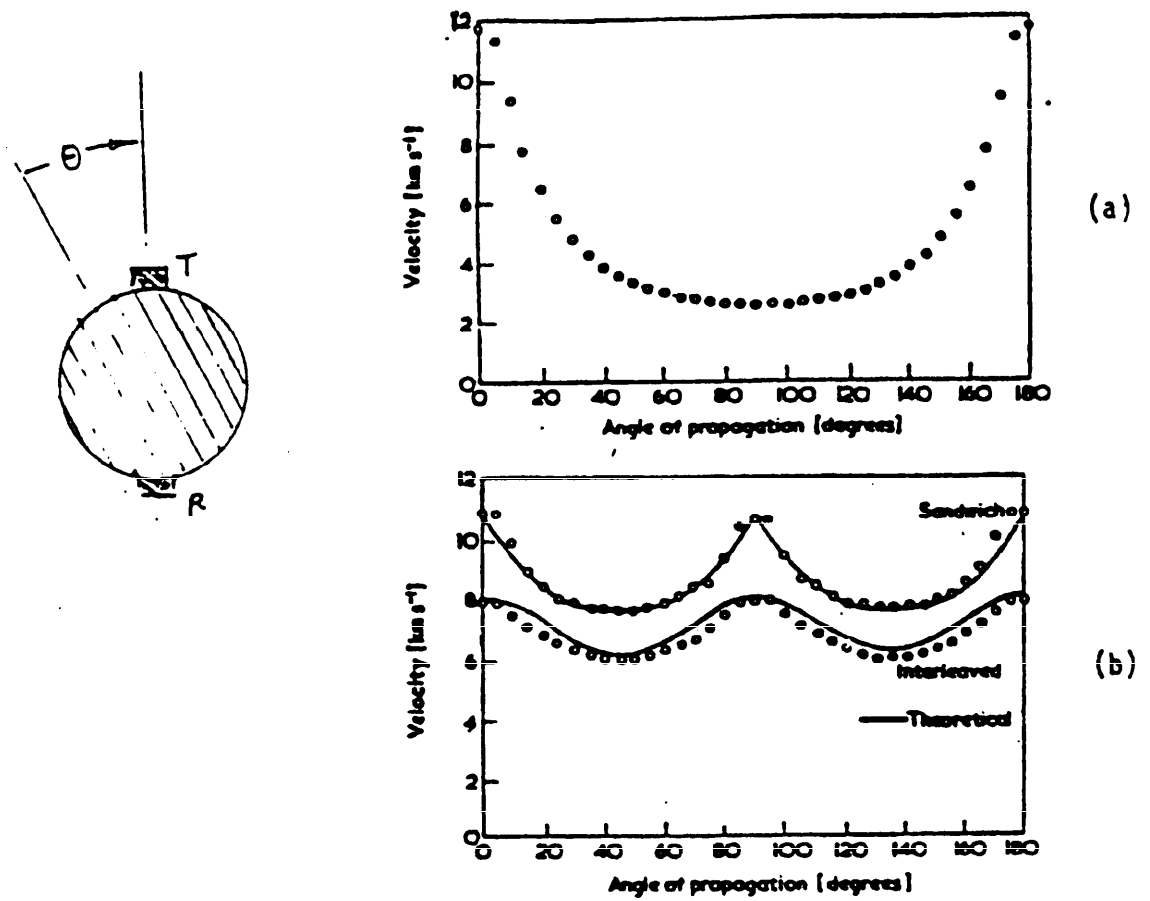 Θ
T
R
12
10
8
6
4
2
0
Velocity [km s⁻¹]
0 20 40 60 80 100 120 140 160 180
Angle of propagation [degrees]
(a)
12
10
8
6
4
2
0
Velocity [km s⁻¹]
Sandwich
Interleaved
Theoretical
0 20 40 60 80 100 120 140 160 180
Angle of propagation [degrees]
(b)